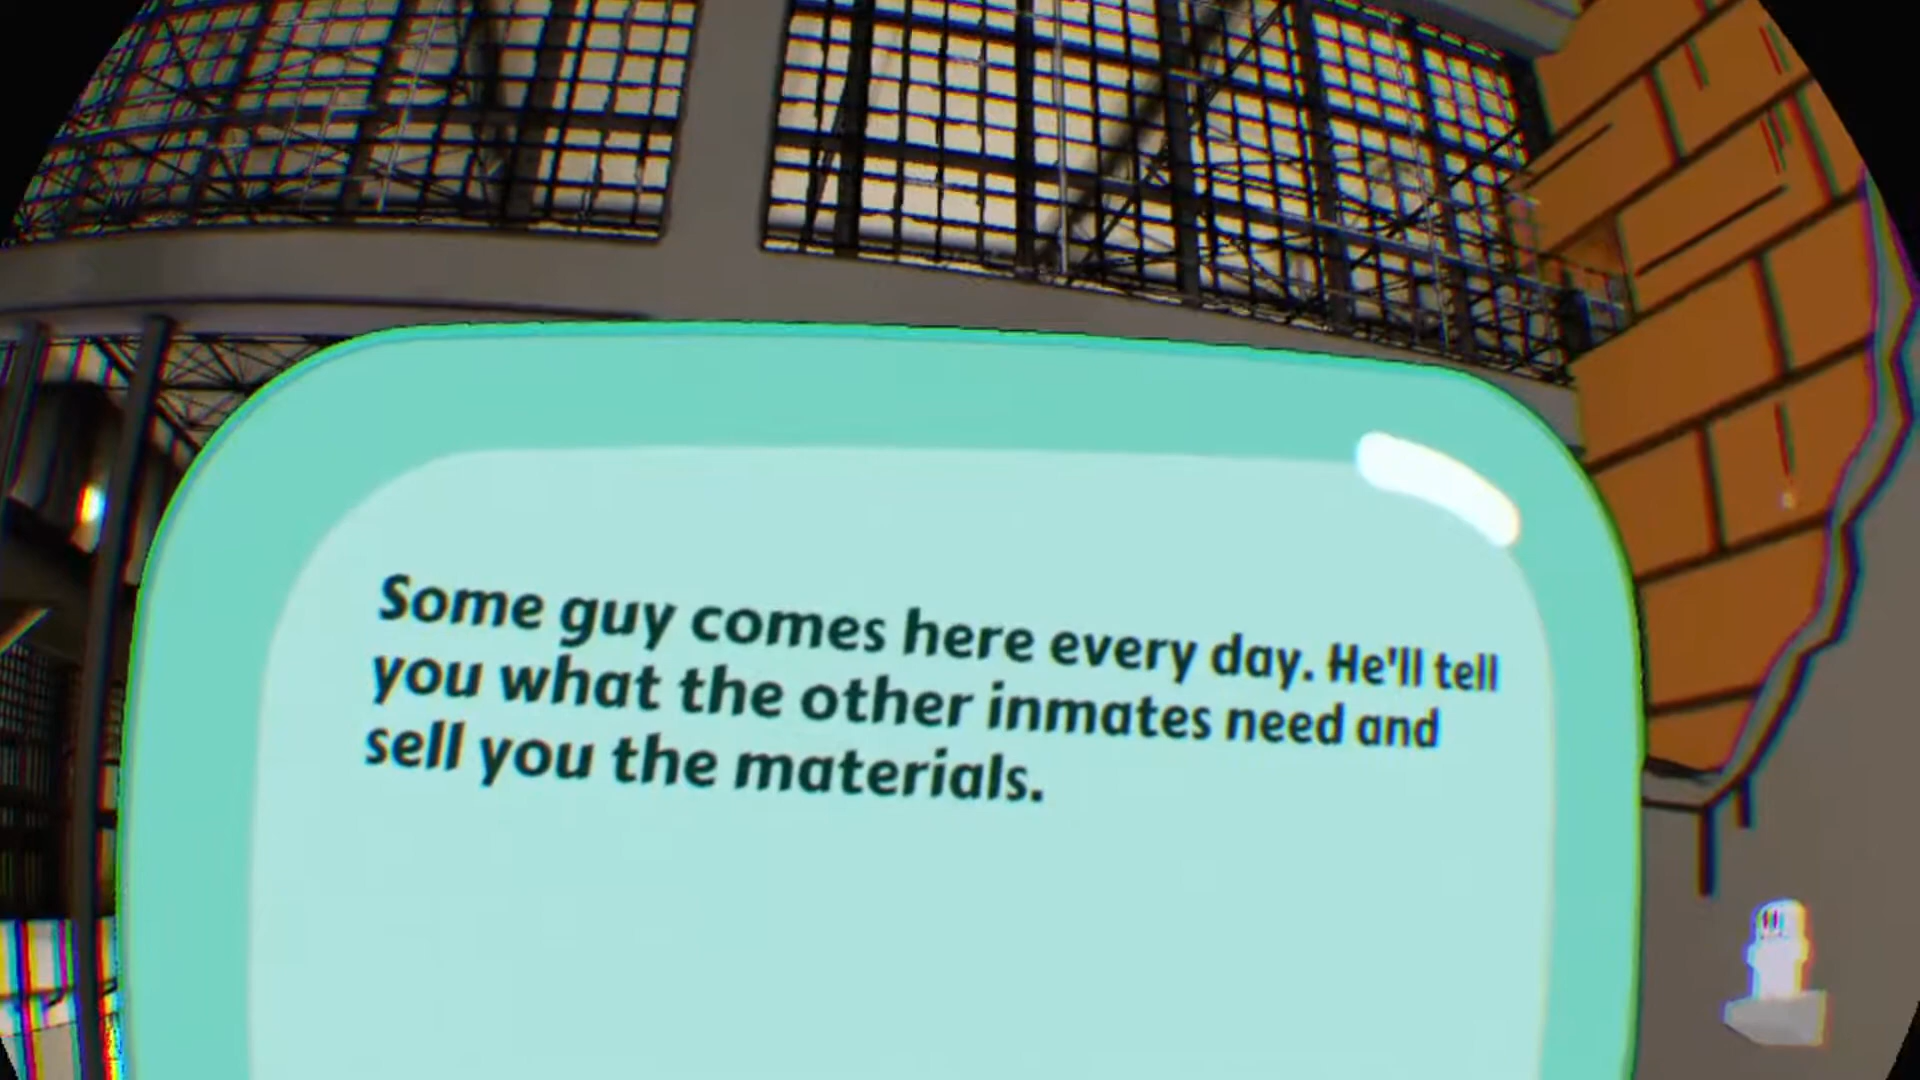 Some guy comes here every day. He'll tell
you what the other inmates need and
sell you the materials.